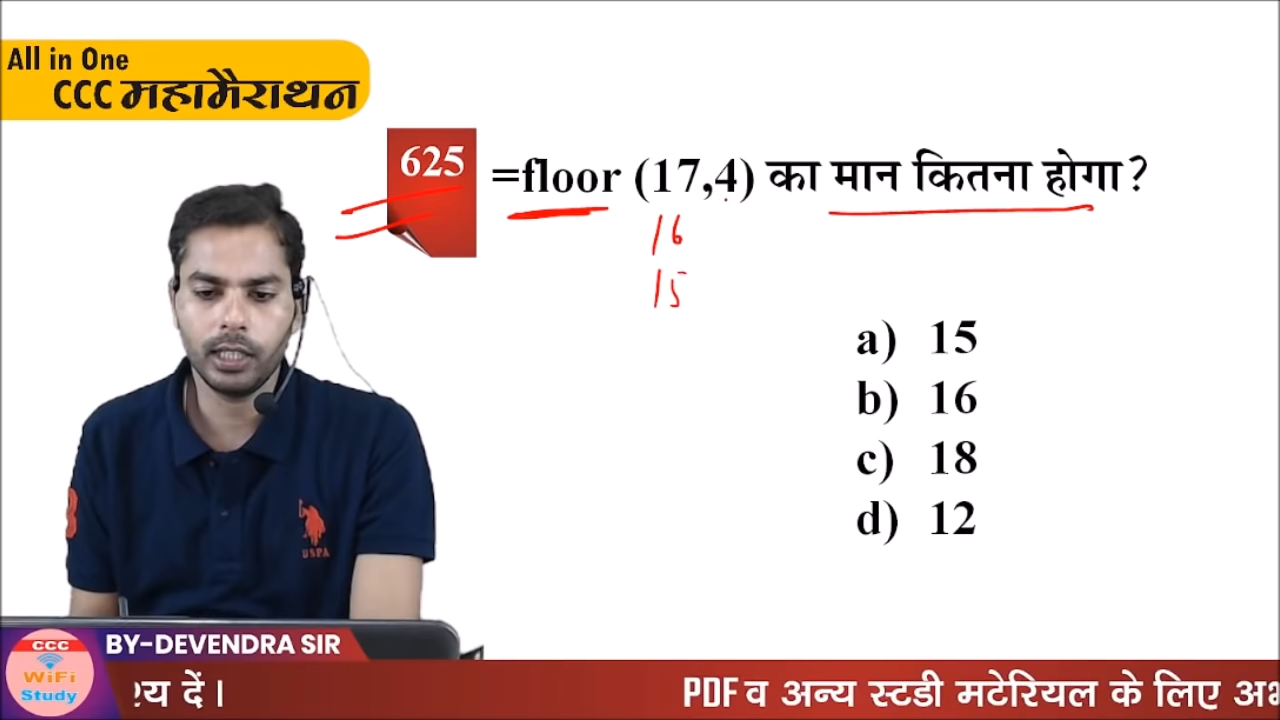 All in One
CCC महामैराथन
625 =floor (17,4) का मान कितना होगा?
16
15
a) 15
b) 16
c) 18
d) 12
USPA
3
BY-DEVENDRA SIR
CCC
WiFi
Study
PDF व अन्य स्टडी मटेरियल के लिए
दें।